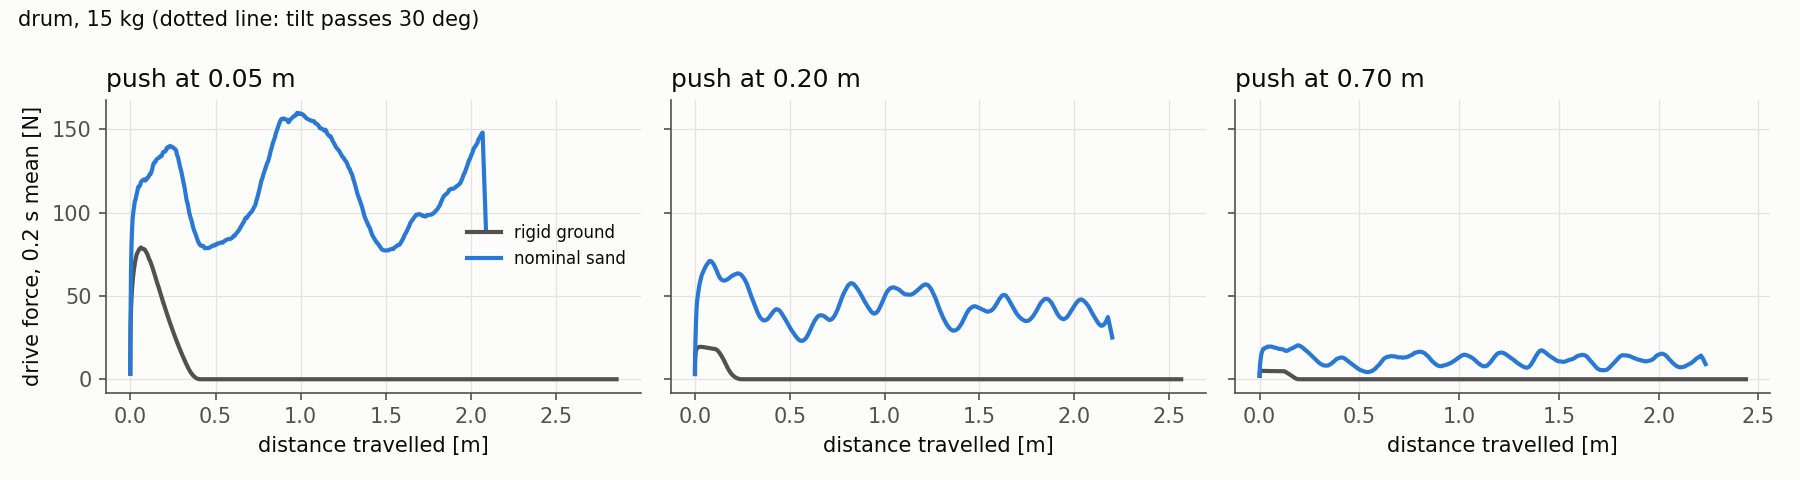 drum, 15 kg (dotted line: tilt passes 30 deg)
push at 0.05 m
push at 0.20 m
push at 0.70 m
drive force, 0.2 s mean [N]
150
100
50
0
rigid ground
nominal sand
0.0 0.5 1.0 1.5 2.0 2.5
0.0 0.5 1.0 1.5 2.0 2.5
0.0 0.5 1.0 1.5 2.0 2.5
distance travelled [m]
distance travelled [m]
distance travelled [m]